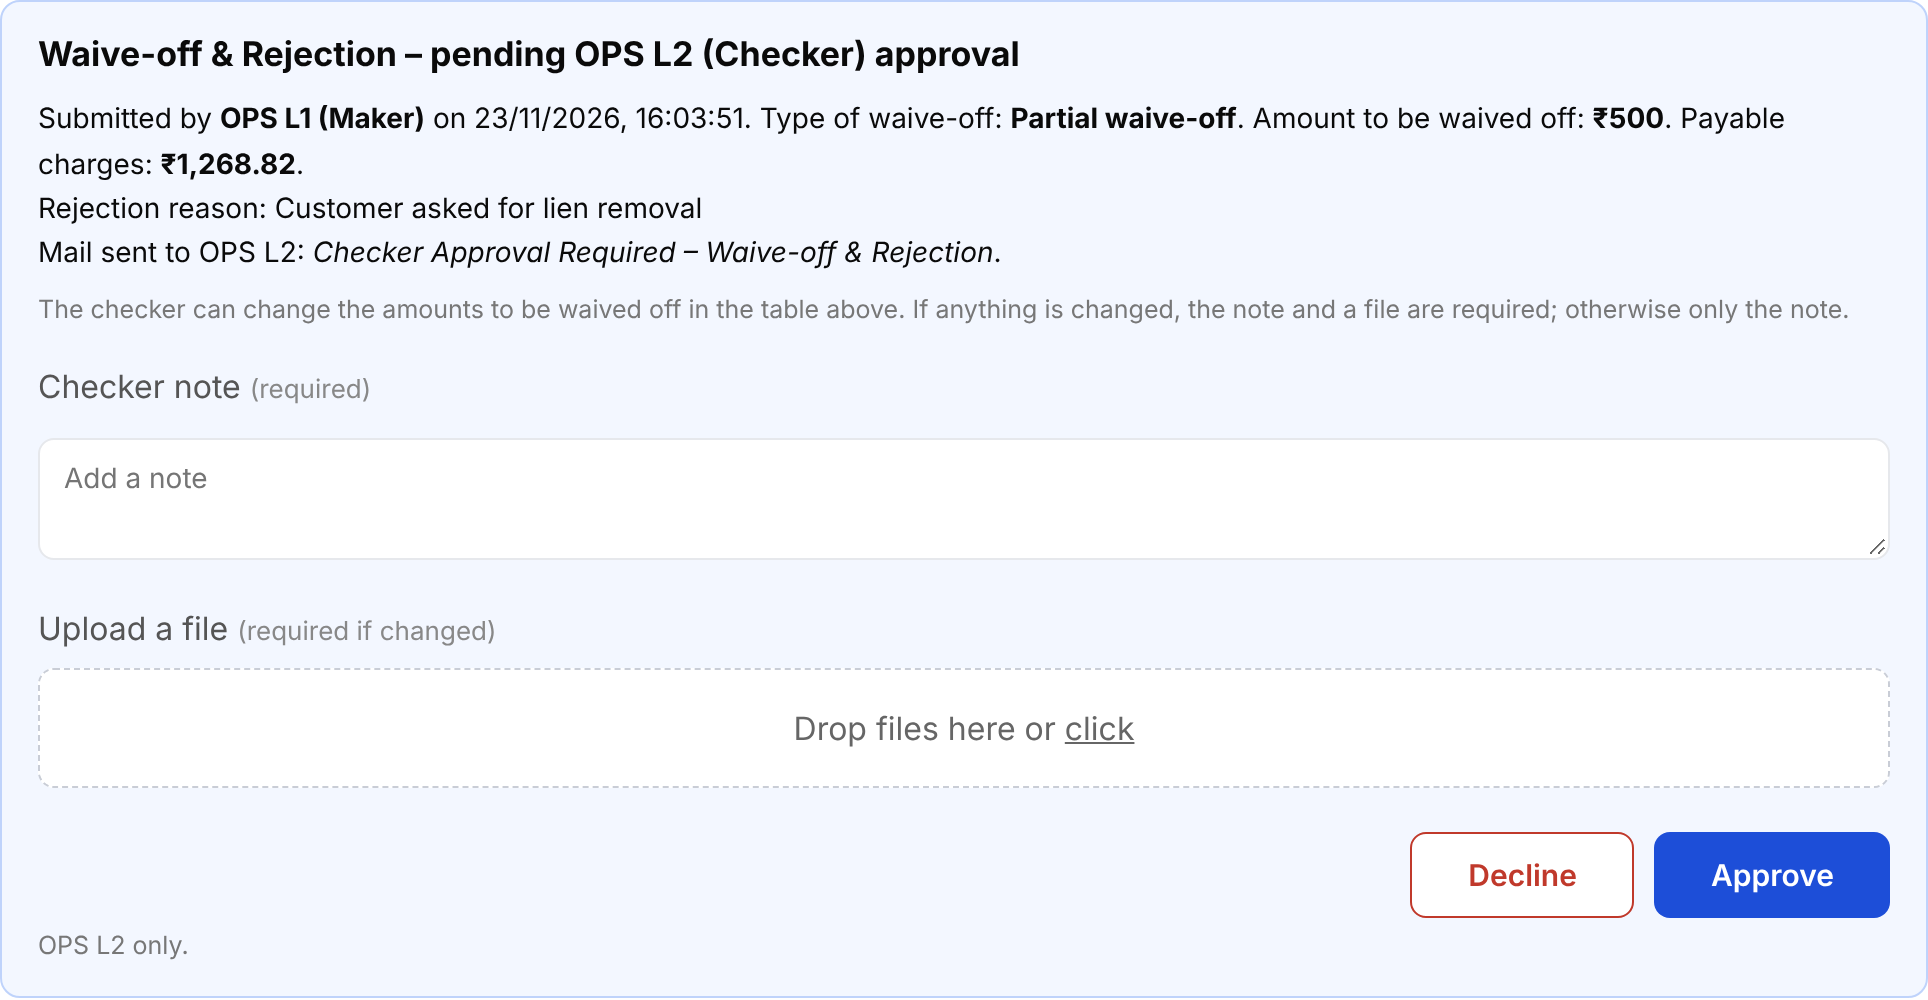 Waive-off & Rejection – pending OPS L2 (Checker) approval
Submitted by OPS L1 (Maker) on 23/11/2026, 16:03:51. Type of waive-off: Partial waive-off. Amount to be waived off: ₹500. Payable
charges: ₹1,268.82.
Rejection reason: Customer asked for lien removal
Mail sent to OPS L2: Checker Approval Required – Waive-off & Rejection.
The checker can change the amounts to be waived off in the table above. If anything is changed, the note and a file are required; otherwise only the note.
Checker note (required)
Add a note
Upload a file (required if changed)
Drop files here or click
Decline Approve
OPS L2 only.